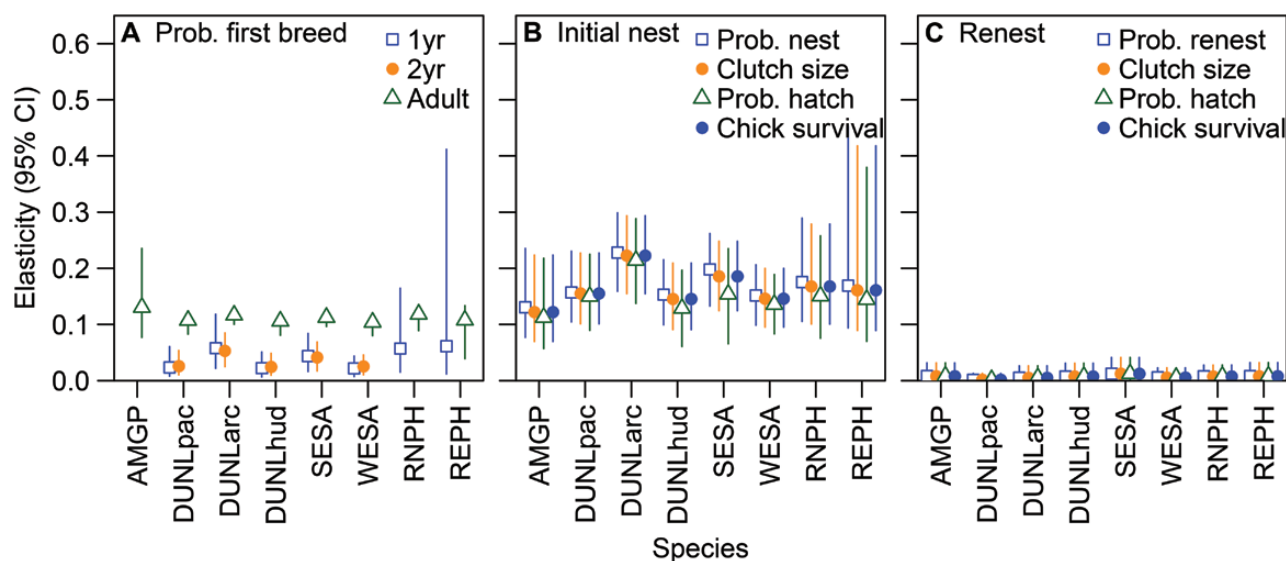 A Prob. first breed
1yr
2yr
Adult
B Initial nest
Prob. nest
Clutch size
Prob. hatch
Chick survival
C Renest
Prob. renest
Clutch size
Prob. hatch
Chick survival
Elasticity (95% CI)
0.6
0.5
0.4
0.3
0.2
0.1
0.0
AMGP
DUNLpac
DUNLarc
DUNLhud
SESA
WESA
RNPH
REPH
AMGP
DUNLpac
DUNLarc
DUNLhud
SESA
WESA
RNPH
REPH
AMGP
DUNLpac
DUNLarc
DUNLhud
SESA
WESA
RNPH
REPH
Species